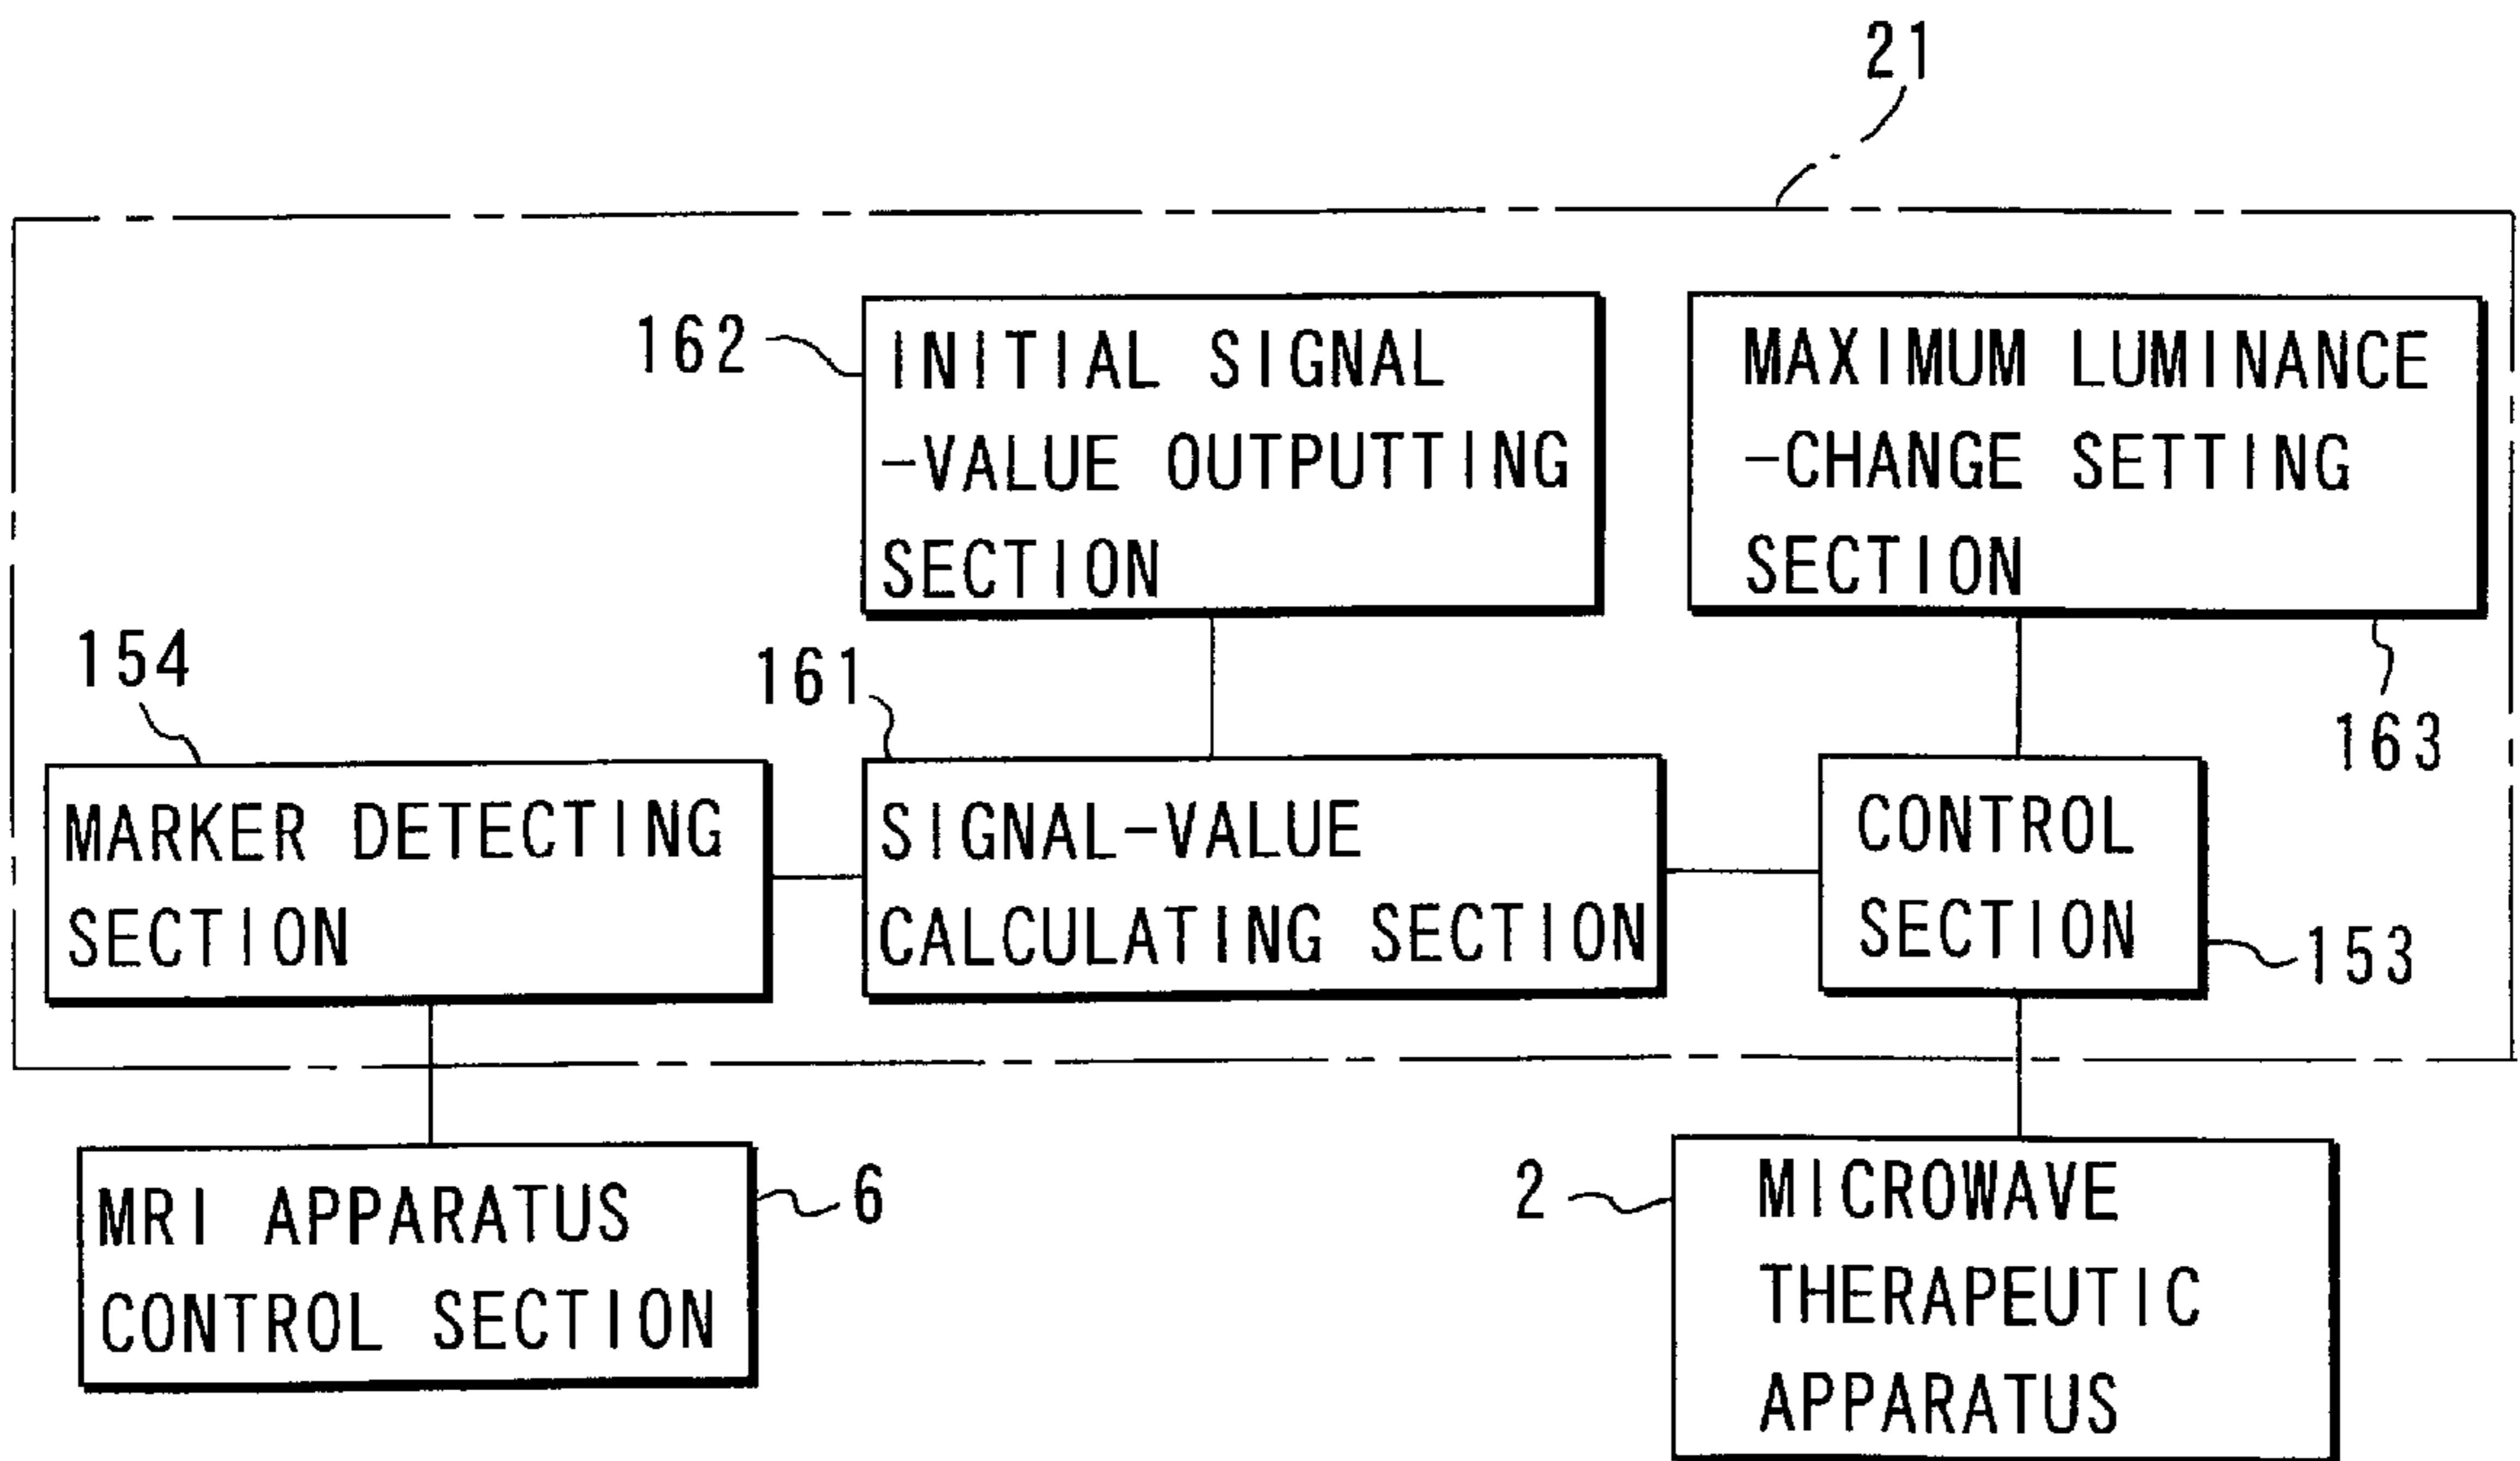 21
162
INITIAL SIGNAL
-VALUE OUTPUTTING
SECTION
MAXIMUM LUMINANCE
-CHANGE SETTING
SECTION
163
154
MARKER DETECTING
SECTION
161
SIGNAL-VALUE
CALCULATING SECTION
CONTROL
SECTION
153
MRI APPARATUS
CONTROL SECTION
6
2
MICROWAVE
THERAPEUTIC
APPARATUS